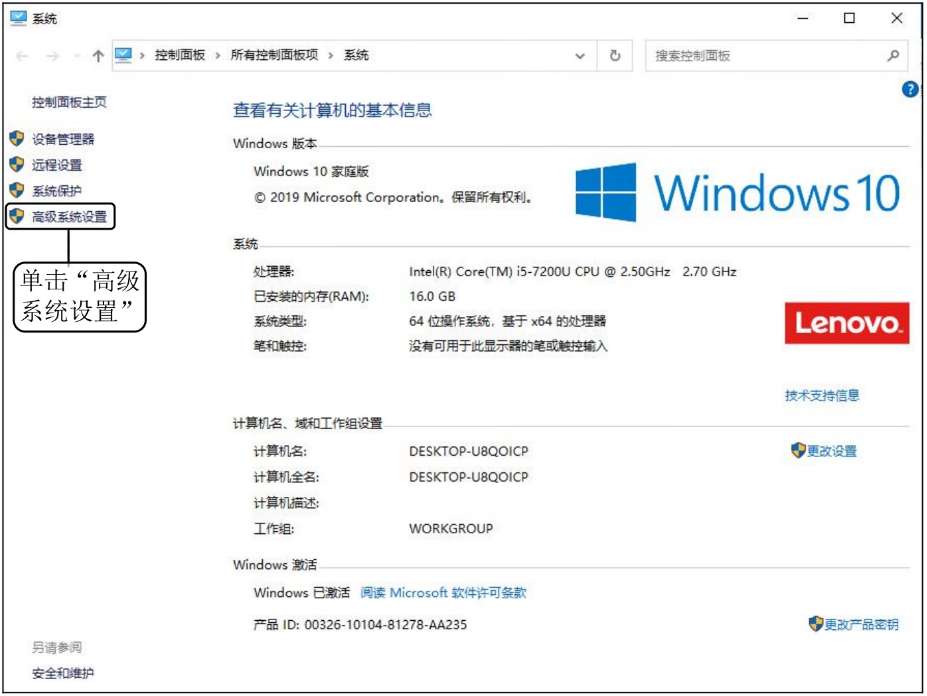 系统
控制面板 › 所有控制面板项 › 系统
搜索控制面板
控制面板主页
设备管理器
远程设置
系统保护
高级系统设置
单击“高级
系统设置”
查看有关计算机的基本信息
Windows 版本
Windows 10 家庭版
© 2019 Microsoft Corporation。保留所有权利。
Windows 10
系统
处理器: Intel(R) Core(TM) i5-7200U CPU @ 2.50GHz 2.70 GHz
已安装的内存(RAM): 16.0 GB
系统类型: 64 位操作系统，基于 x64 的处理器
笔和触控: 没有可用于此显示器的笔或触控输入
Lenovo
技术支持信息
计算机名、域和工作组设置
计算机名: DESKTOP-U8QOICP
更改设置
计算机全名: DESKTOP-U8QOICP
计算机描述:
工作组: WORKGROUP
Windows 激活
Windows 已激活 阅读 Microsoft 软件许可条款
产品 ID: 00326-10104-81278-AA235
更改产品密钥
另请参阅
安全和维护